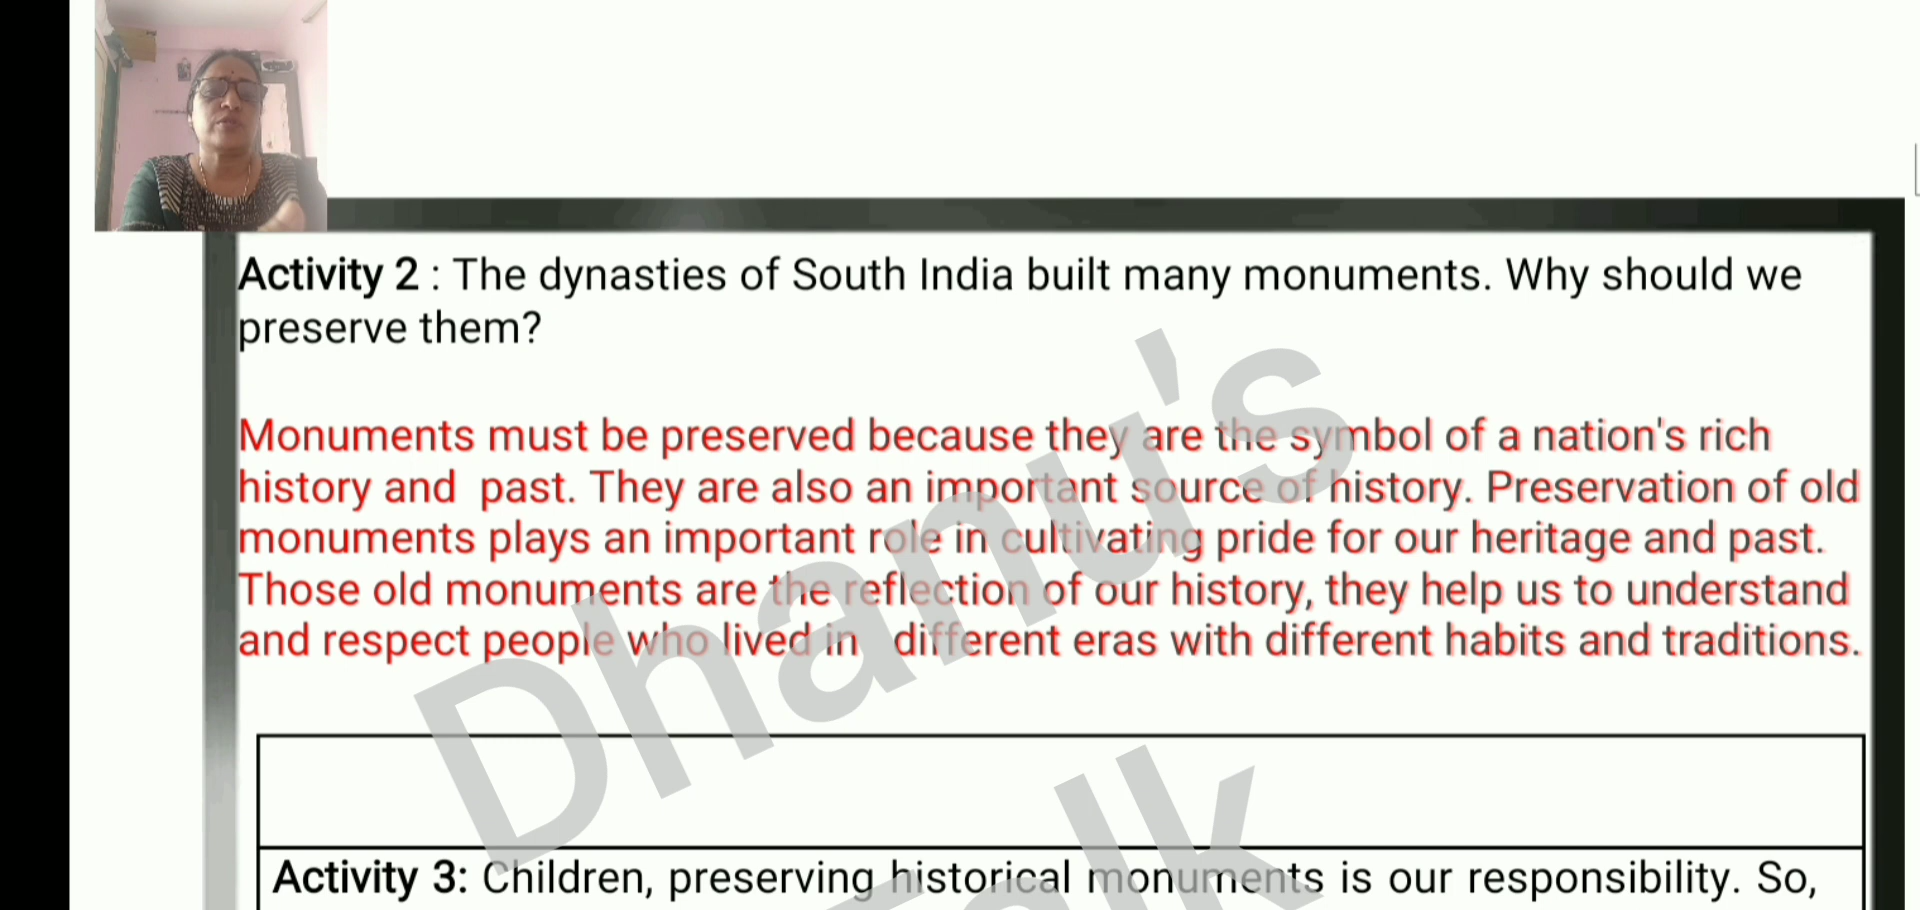 Activity 2 : The dynasties of South India built many monuments. Why should we
preserve them?
Monuments must be preserved because they are the symbol of a nation's rich
history and  past. They are also an important source of history. Preservation of old
monuments plays an important role in cultivating pride for our heritage and past.
Those old monuments are the reflection of our history, they help us to understand
and respect people who lived in   different eras with different habits and traditions.
Dhanu's
Talk
Activity 3: Children, preserving historical monuments is our responsibility. So,